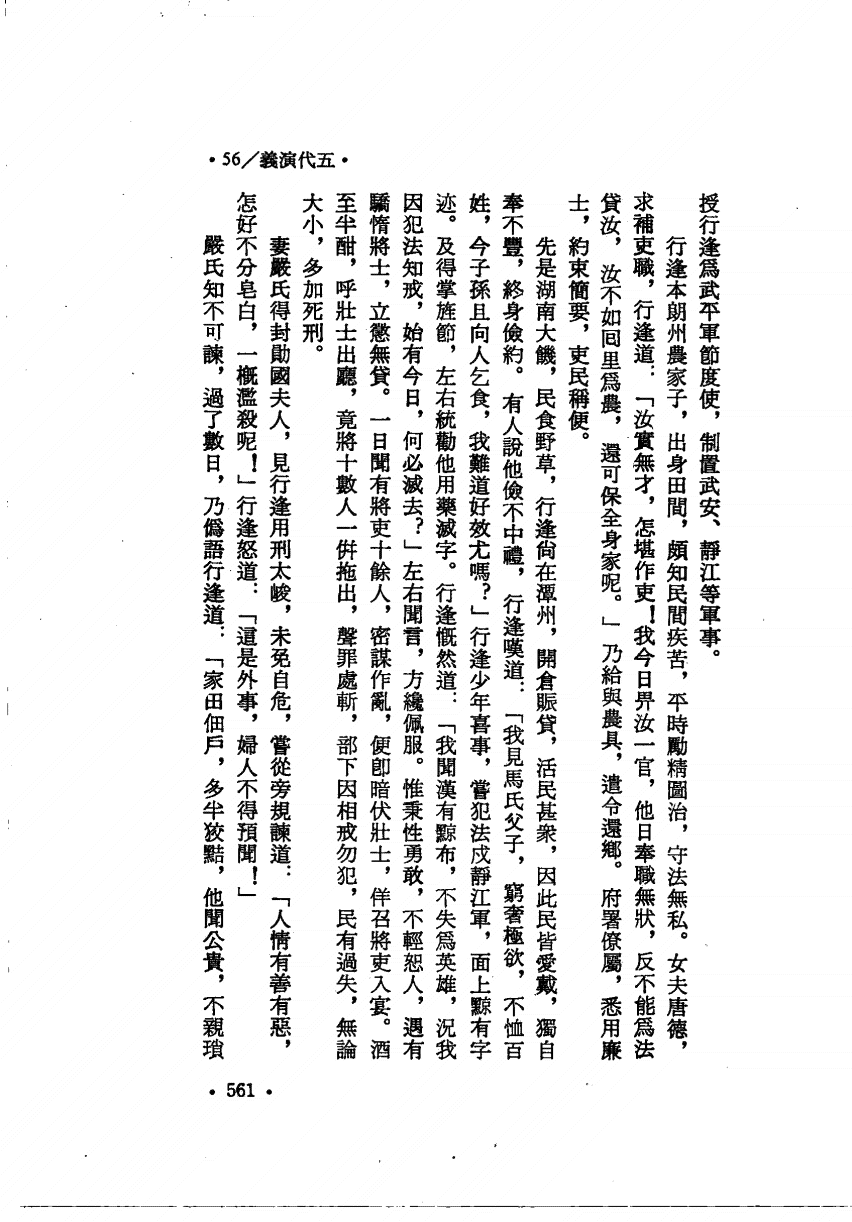 ·五代演義/56·
授行逢爲武平軍節度使，制置武安、靜江等軍事。
行逢本朗州農家子，出身田間，頗知民間疾苦，平時勵精圖治，守法無私。女夫唐德，
求補吏職，行逢道：「汝實無才，怎堪作吏！我今日畀汝一官，他日奉職無狀，反不能爲法
貸汝，汝不如囘里爲農，還可保全身家呢。」乃給與農具，遣令還鄉。府署僚屬，悉用廉
士，約束簡要，吏民稱便。
先是湖南大饑，民食野草，行逢尙在潭州，開倉賑貸，活民甚衆，因此民皆愛戴，獨自
奉不豐，終身儉約。有人說他儉不中禮，行逢嘆道：「我見馬氏父子，窮奢極欲，不恤百
姓，今子孫且向人乞食，我難道好效尤嗎？」行逢少年喜事，嘗犯法戍靜江軍，面上黥有字
迹。及得掌旌節，左右統勸他用藥滅字。行逢慨然道：「我聞漢有黥布，不失爲英雄，況我
因犯法知戒，始有今日，何必滅去？」左右聞言，方纔佩服。惟秉性勇敢，不輕恕人，遇有
驕惰將士，立懲無貸。一日聞有將吏十餘人，密謀作亂，便卽暗伏壯士，佯召將吏入宴。酒
至半酣，呼壯士出廳，竟將十數人一併拖出，聲罪處斬，部下因相戒勿犯，民有過失，無論
大小，多加死刑。
妻嚴氏得封勛國夫人，見行逢用刑太峻，未免自危，嘗從旁規諫道：「人情有善有惡，
怎好不分皂白，一概濫殺呢！」行逢怒道：「這是外事，婦人不得預聞！」
嚴氏知不可諫，過了數日，乃僞語行逢道：「家田佃戶，多半狡黠，他聞公貴，不親瑣
·561·